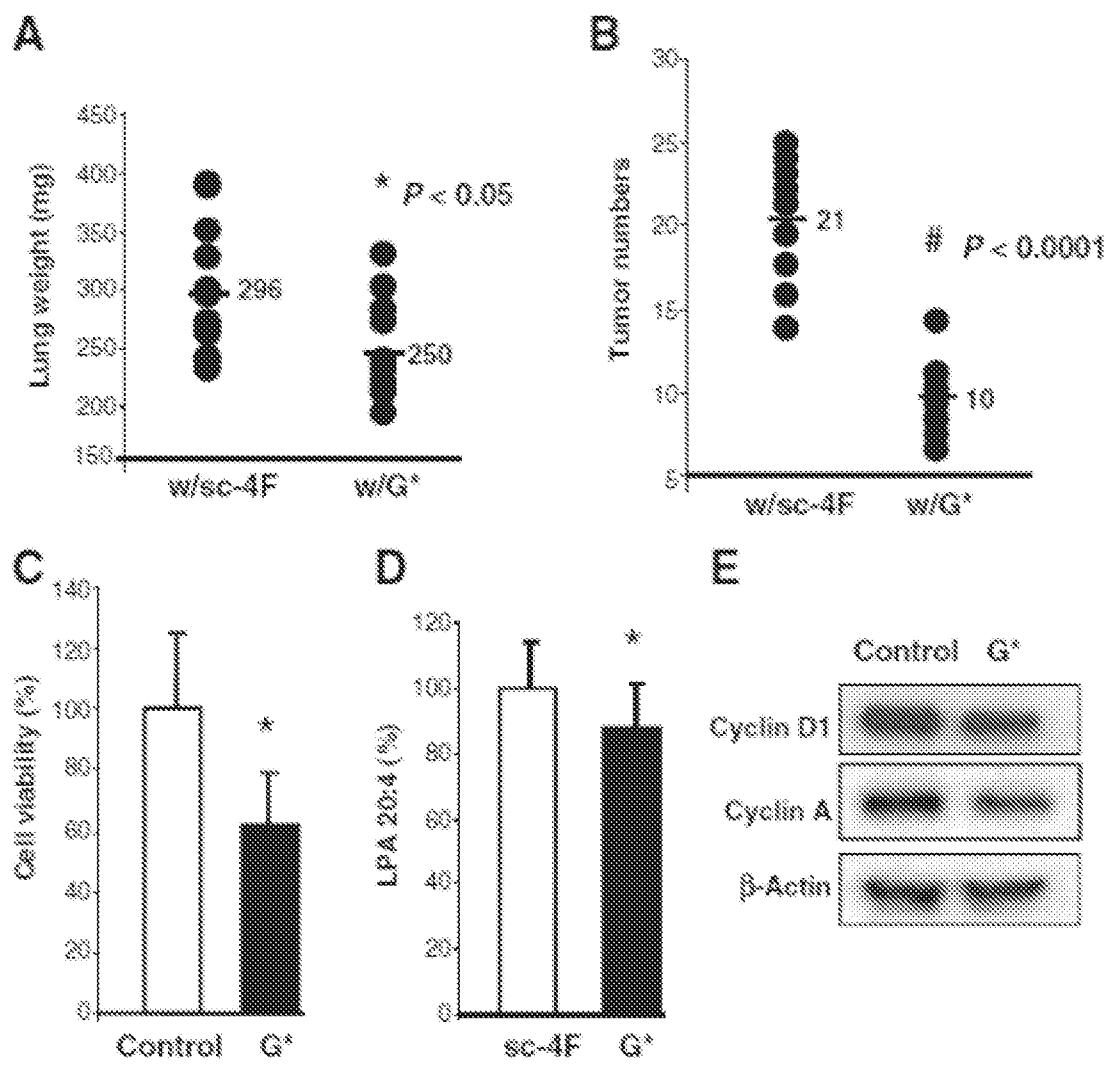 A
Lung weight (mg)
450
400
350
300
250
200
150
296
250
* P < 0.05
w/sc-4F
w/G*
B
Tumor numbers
30
25
20
15
10
5
21
10
# P < 0.0001
w/sc-4F
w/G*
C
Cell viability (%)
140
120
100
80
60
40
20
0
*
Control
G*
D
LPA 20:4 (%)
120
100
80
60
40
20
0
*
sc-4F
G*
E
Control G*
Cyclin D1
Cyclin A
β-Actin